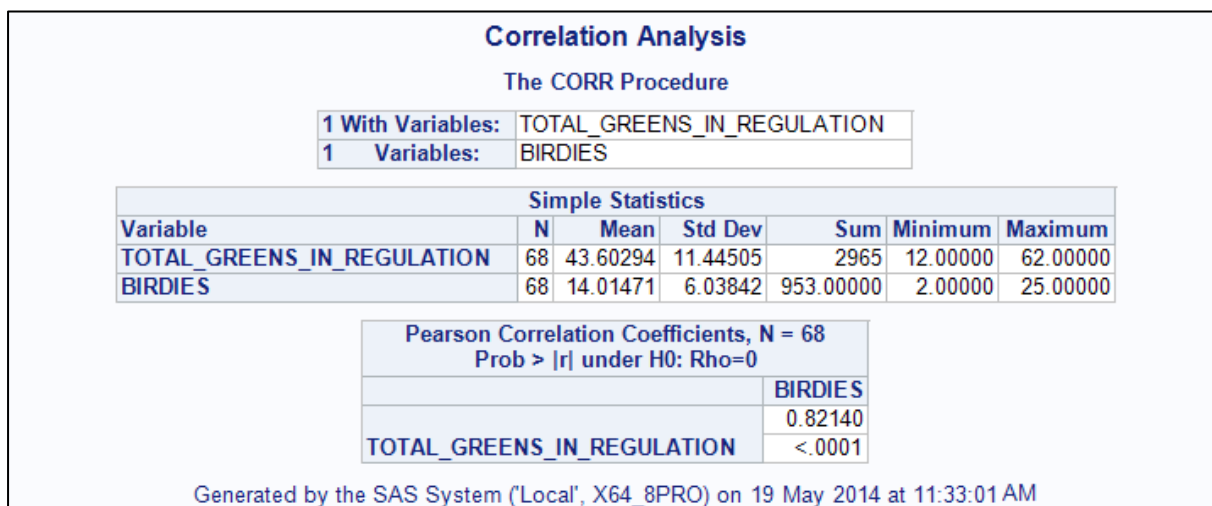 Correlation Analysis
The CORR Procedure
1 With Variables: TOTAL_GREENS_IN_REGULATION
1 Variables: BIRDIES
Simple Statistics
Variable N Mean Std Dev Sum Minimum Maximum
TOTAL_GREENS_IN_REGULATION 68 43.60294 11.44505 2965 12.00000 62.00000
BIRDIES 68 14.01471 6.03842 953.00000 2.00000 25.00000
Pearson Correlation Coefficients, N = 68
Prob > |r| under H0: Rho=0
BIRDIES
0.82140
TOTAL_GREENS_IN_REGULATION <.0001
Generated by the SAS System ('Local', X64_8PRO) on 19 May 2014 at 11:33:01 AM